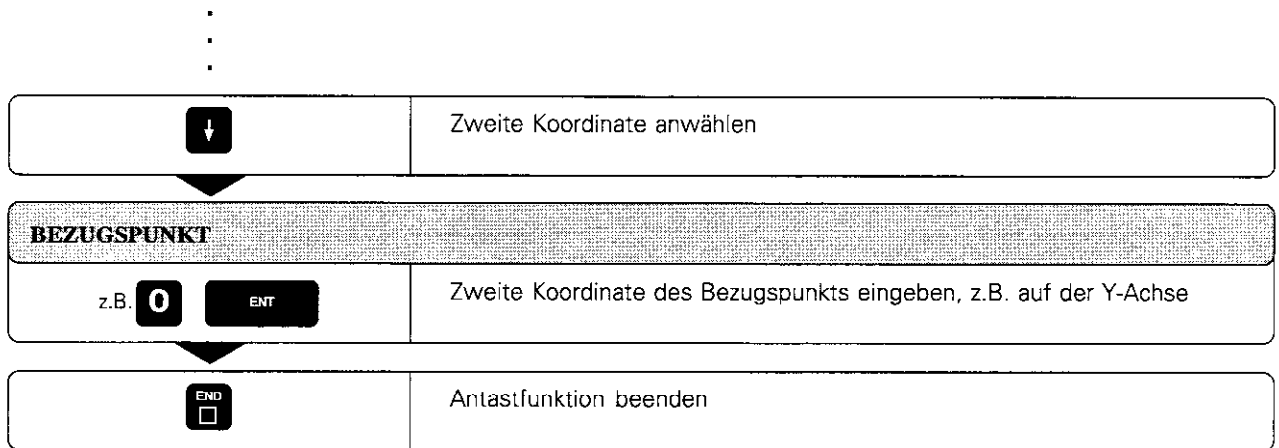 Zweite Koordinate anwählen
BEZUGSPUNKT
z.B. 0 ENT Zweite Koordinate des Bezugspunkts eingeben, z.B. auf der Y-Achse
END Antastfunktion beenden